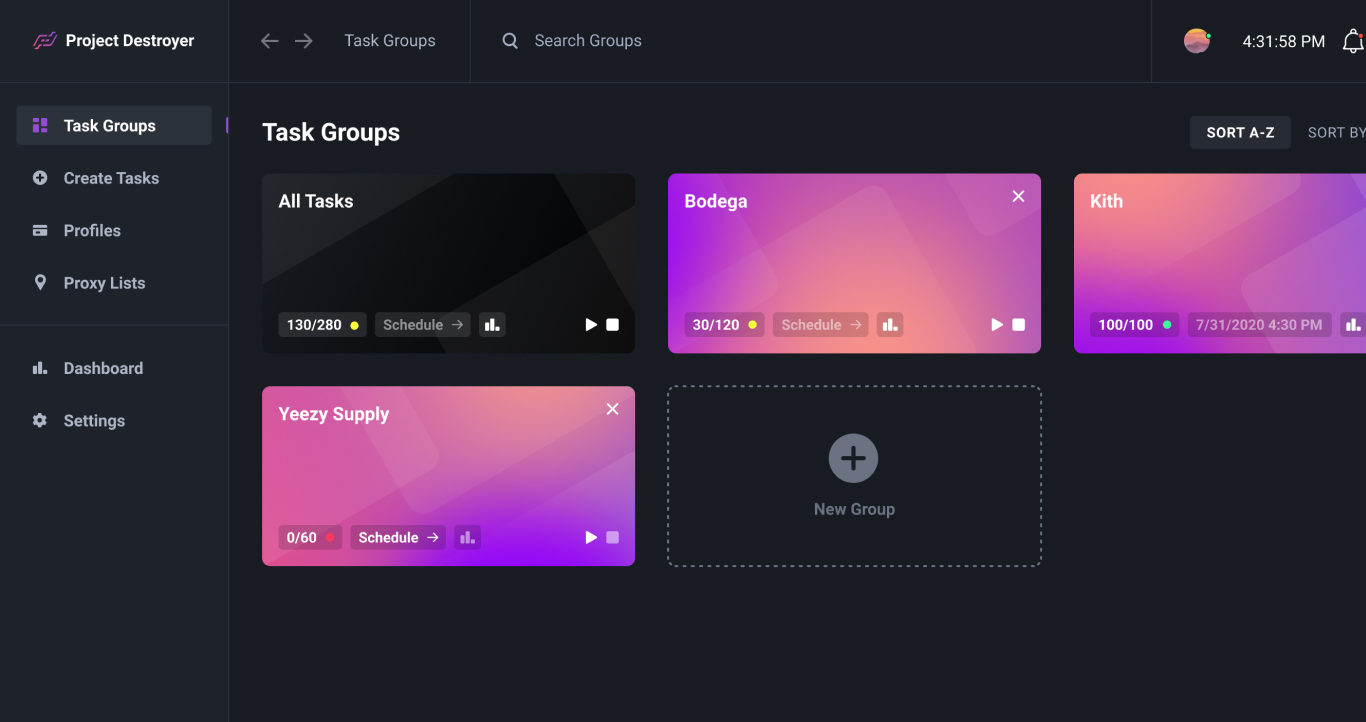 Project Destroyer
Task Groups
Search Groups
4:31:58 PM
Task Groups
Create Tasks
Profiles
Proxy Lists
Dashboard
Settings
Task Groups
SORT A-Z
SORT BY
All Tasks
130/280
Schedule
Bodega
30/120
Schedule
Kith
100/100
7/31/2020 4:30 PM
Yeezy Supply
0/60
Schedule
New Group